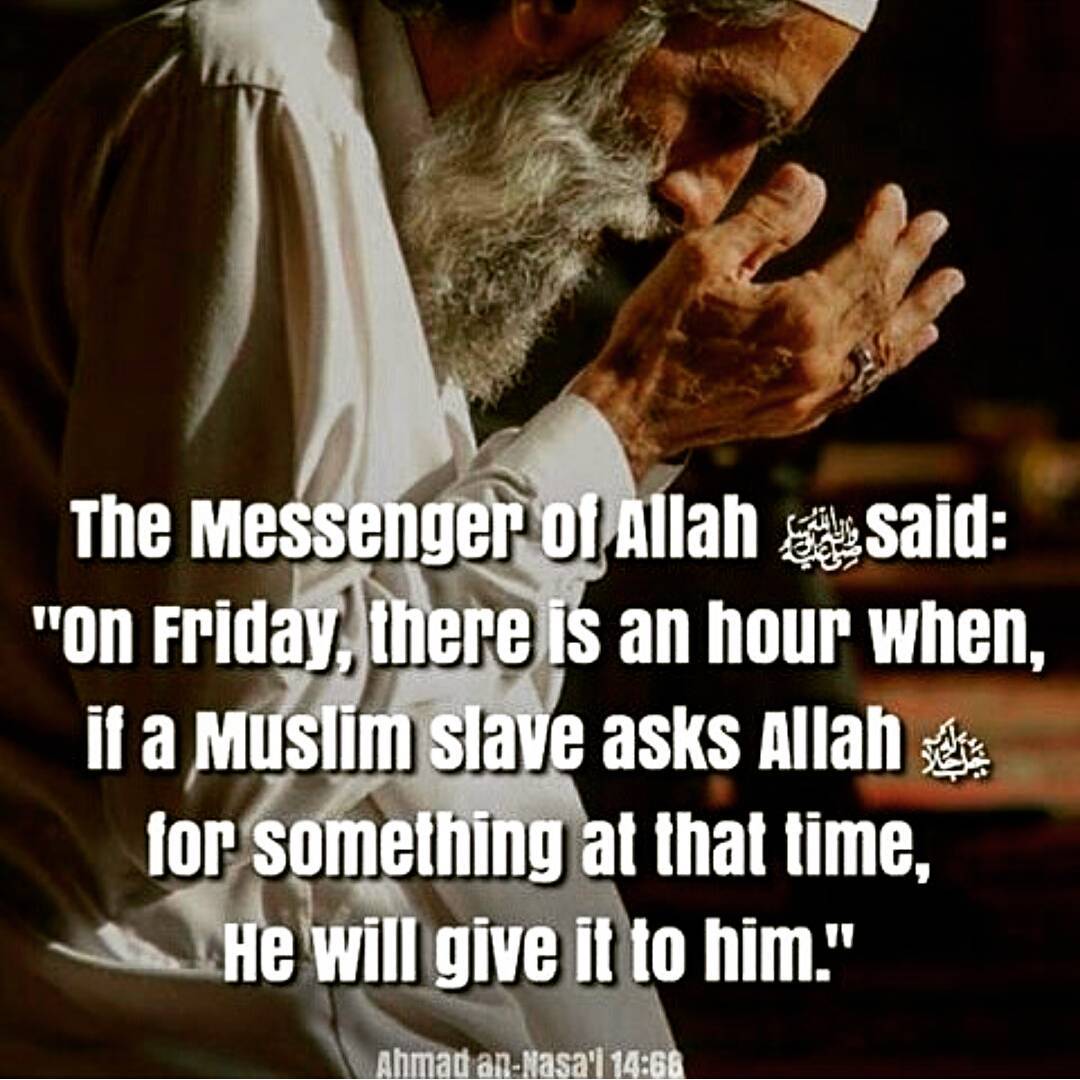 The Messenger of Allah ﷺ said:
"On Friday, there is an hour when,
if a Muslim slave asks Allah ﷻ
for something at that time,
He will give it to him."
Ahmad an-Nasa'i 14:68